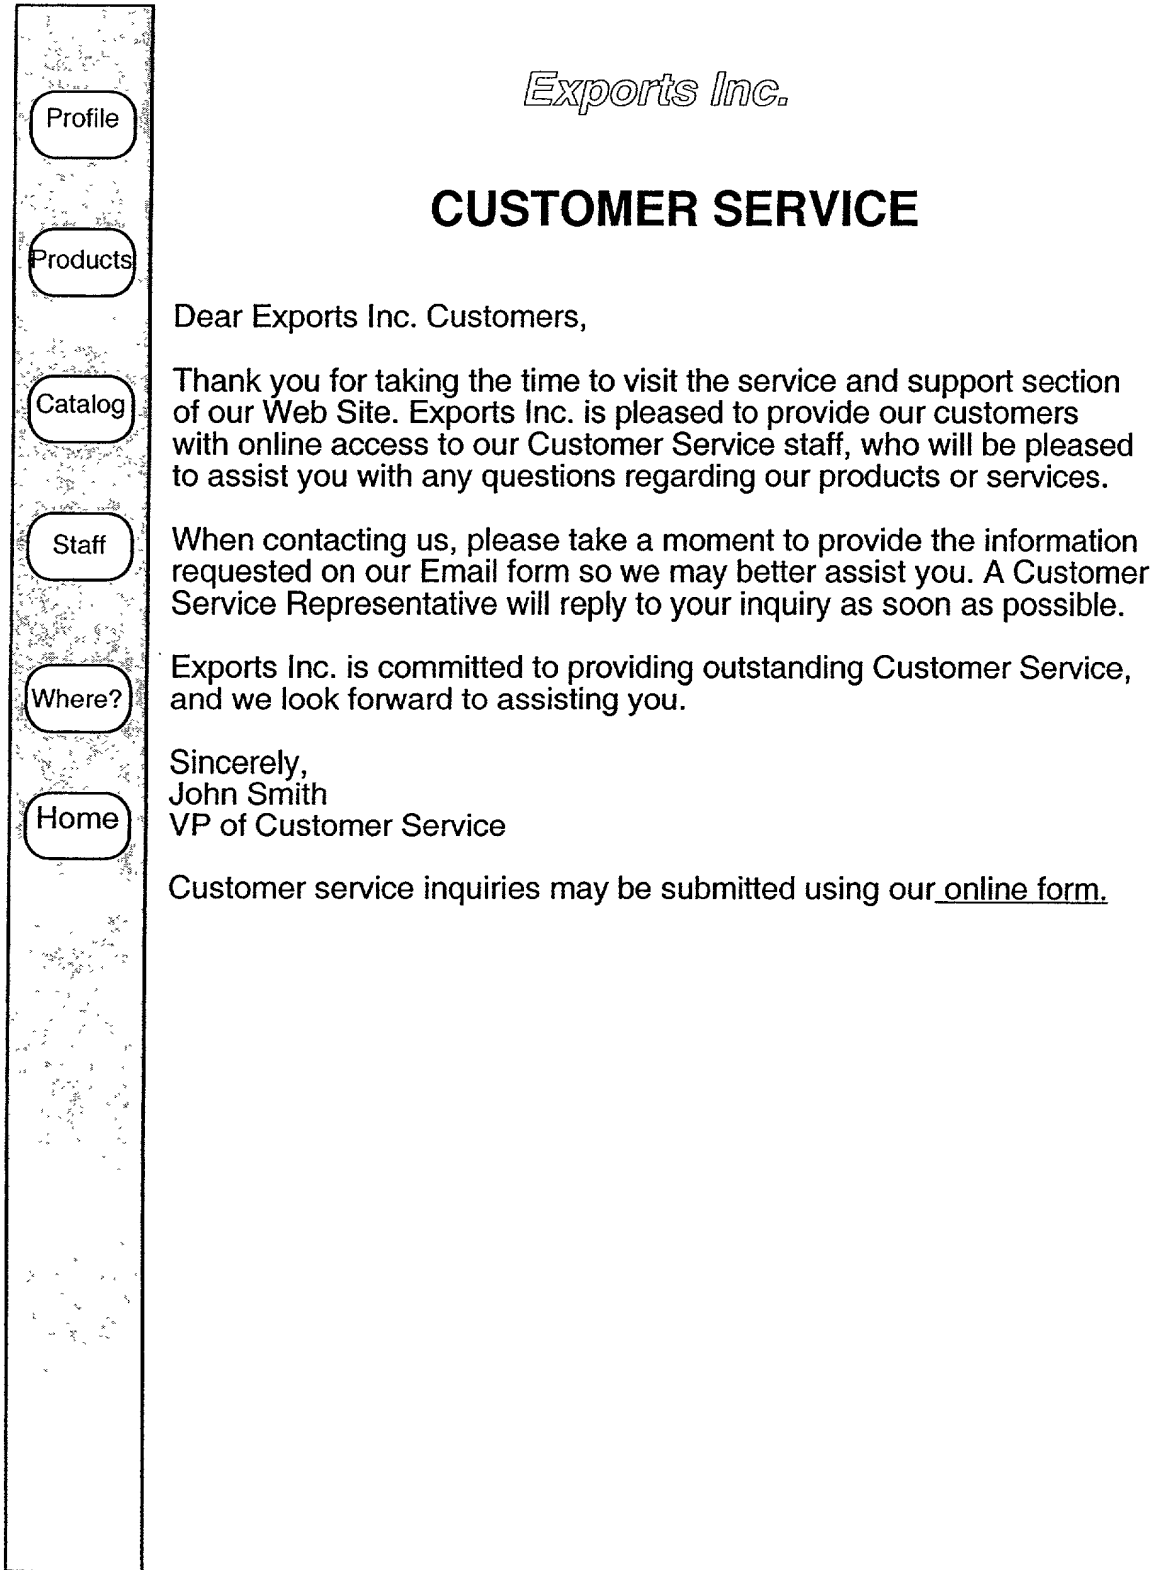 Exports Inc.
CUSTOMER SERVICE
Profile
Products
Catalog
Staff
Where?
Home
Dear Exports Inc. Customers,
Thank you for taking the time to visit the service and support section
of our Web Site. Exports Inc. is pleased to provide our customers
with online access to our Customer Service staff, who will be pleased
to assist you with any questions regarding our products or services.
When contacting us, please take a moment to provide the information
requested on our Email form so we may better assist you. A Customer
Service Representative will reply to your inquiry as soon as possible.
Exports Inc. is committed to providing outstanding Customer Service,
and we look forward to assisting you.
Sincerely,
John Smith
VP of Customer Service
Customer service inquiries may be submitted using our online form.